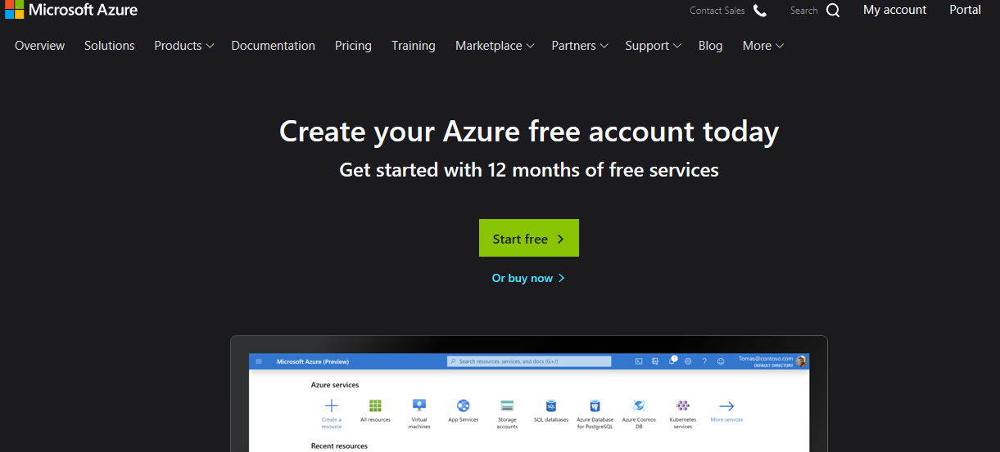 Microsoft Azure
Contact Sales Search My account Portal
Overview Solutions Products Documentation Pricing Training Marketplace Partners Support Blog More
Create your Azure free account today
Get started with 12 months of free services
Start free
Or buy now
Microsoft Azure (Preview)
Search resources, services, and docs (G+/)
1
?
Tomas@contoso.com
DEFAULT DIRECTORY
Azure services
Create a resource
All resources
Virtual machines
App Services
Storage accounts
SQL databases
Azure Database for PostgreSQL
Azure Cosmos DB
Kubernetes services
More services
Recent resources